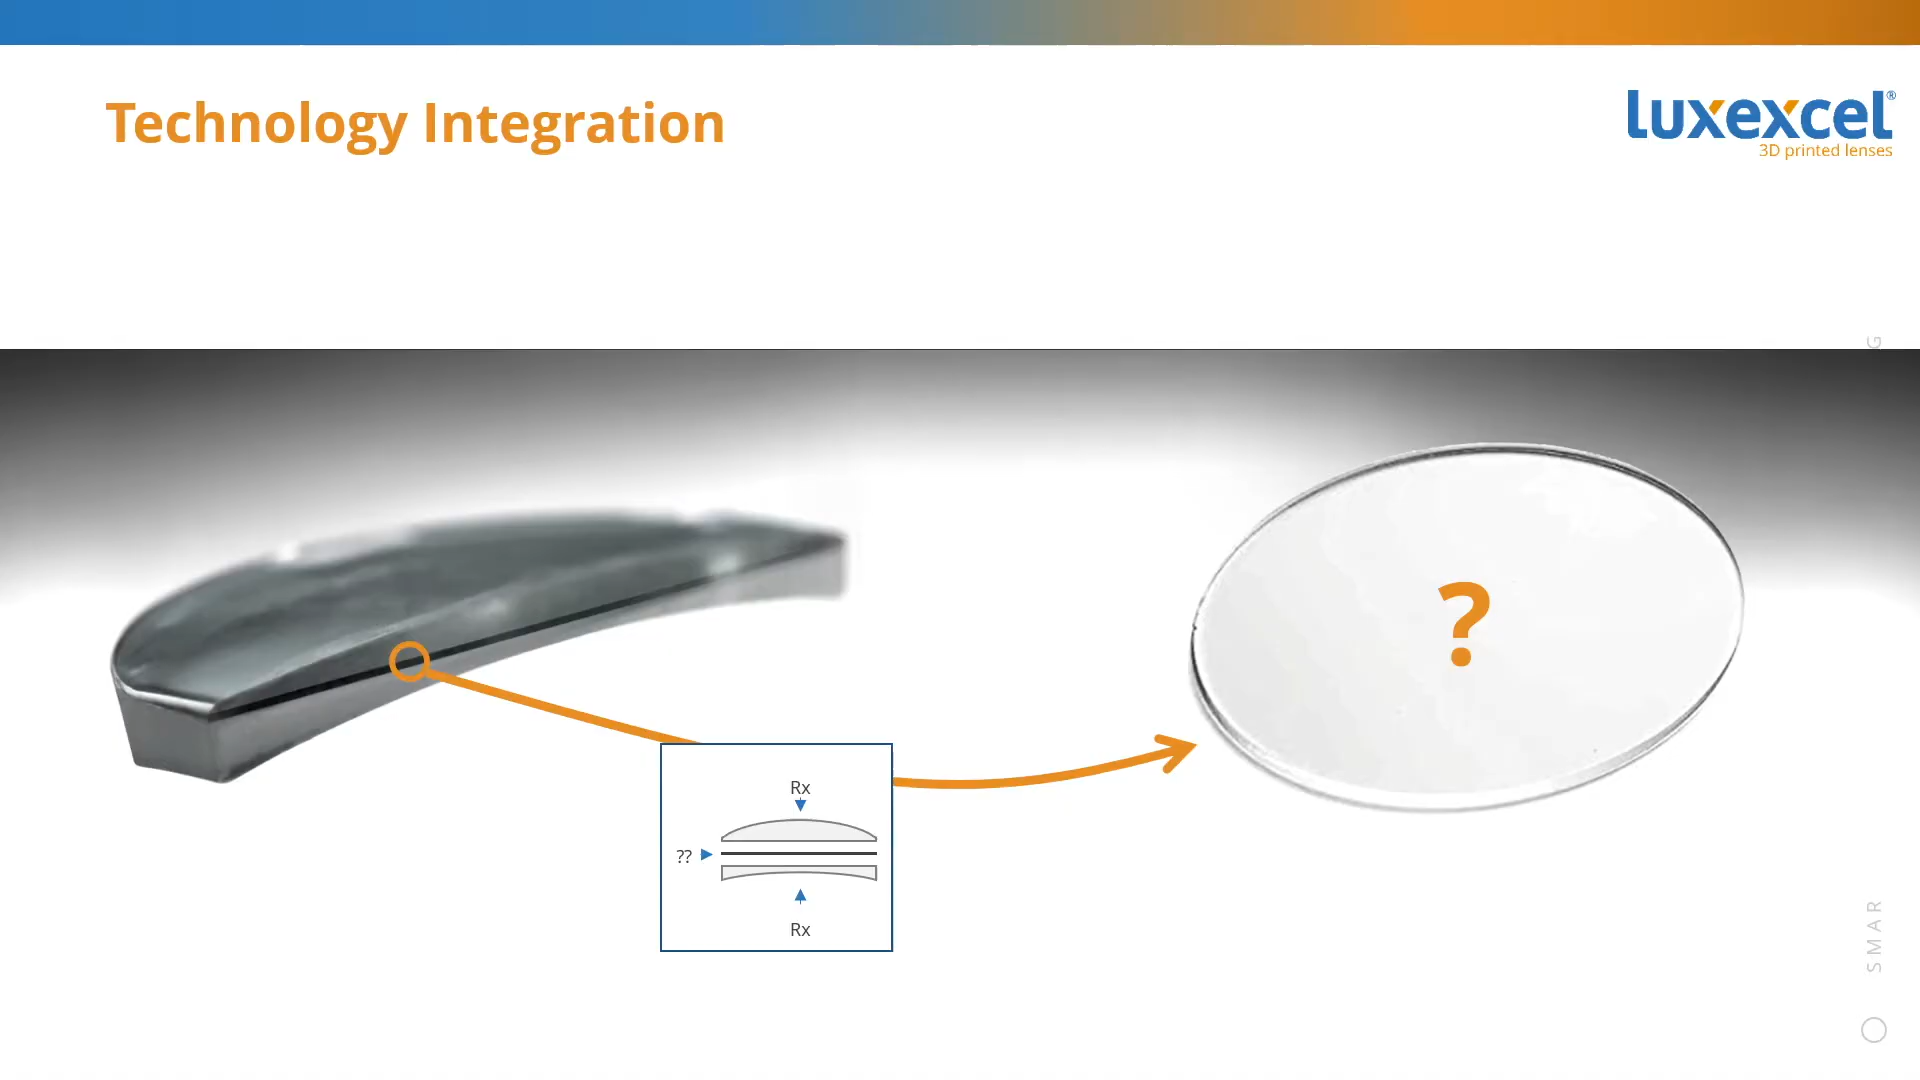 Technology Integration
luxexcel®
3D printed lenses
G
?
Rx
??
Rx
SMAR